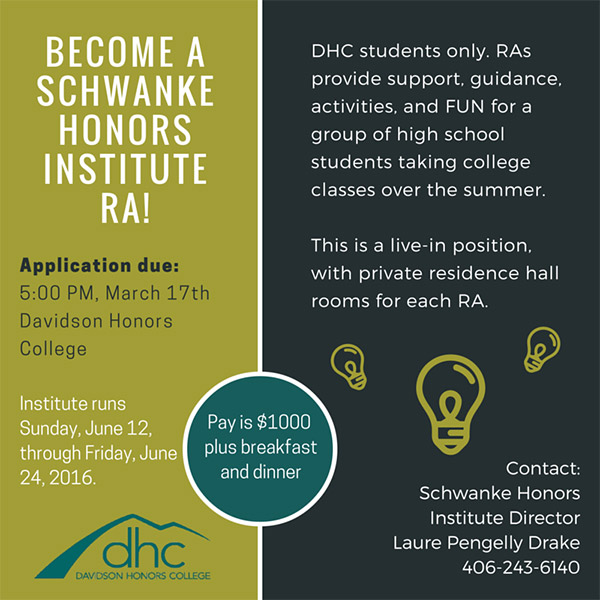 BECOME A
SCHWANKE
HONORS
INSTITUTE
RA!
Application due:
5:00 PM, March 17th
Davidson Honors
College
Institute runs
Sunday, June 12,
through Friday, June
24, 2016.
dhc
DAVIDSON HONORS COLLEGE
Pay is $1000
plus breakfast
and dinner
DHC students only. RAs
provide support, guidance,
activities, and FUN for a
group of high school
students taking college
classes over the summer.
This is a live-in position,
with private residence hall
rooms for each RA.
Contact:
Schwanke Honors
Institute Director
Laure Pengelly Drake
406-243-6140